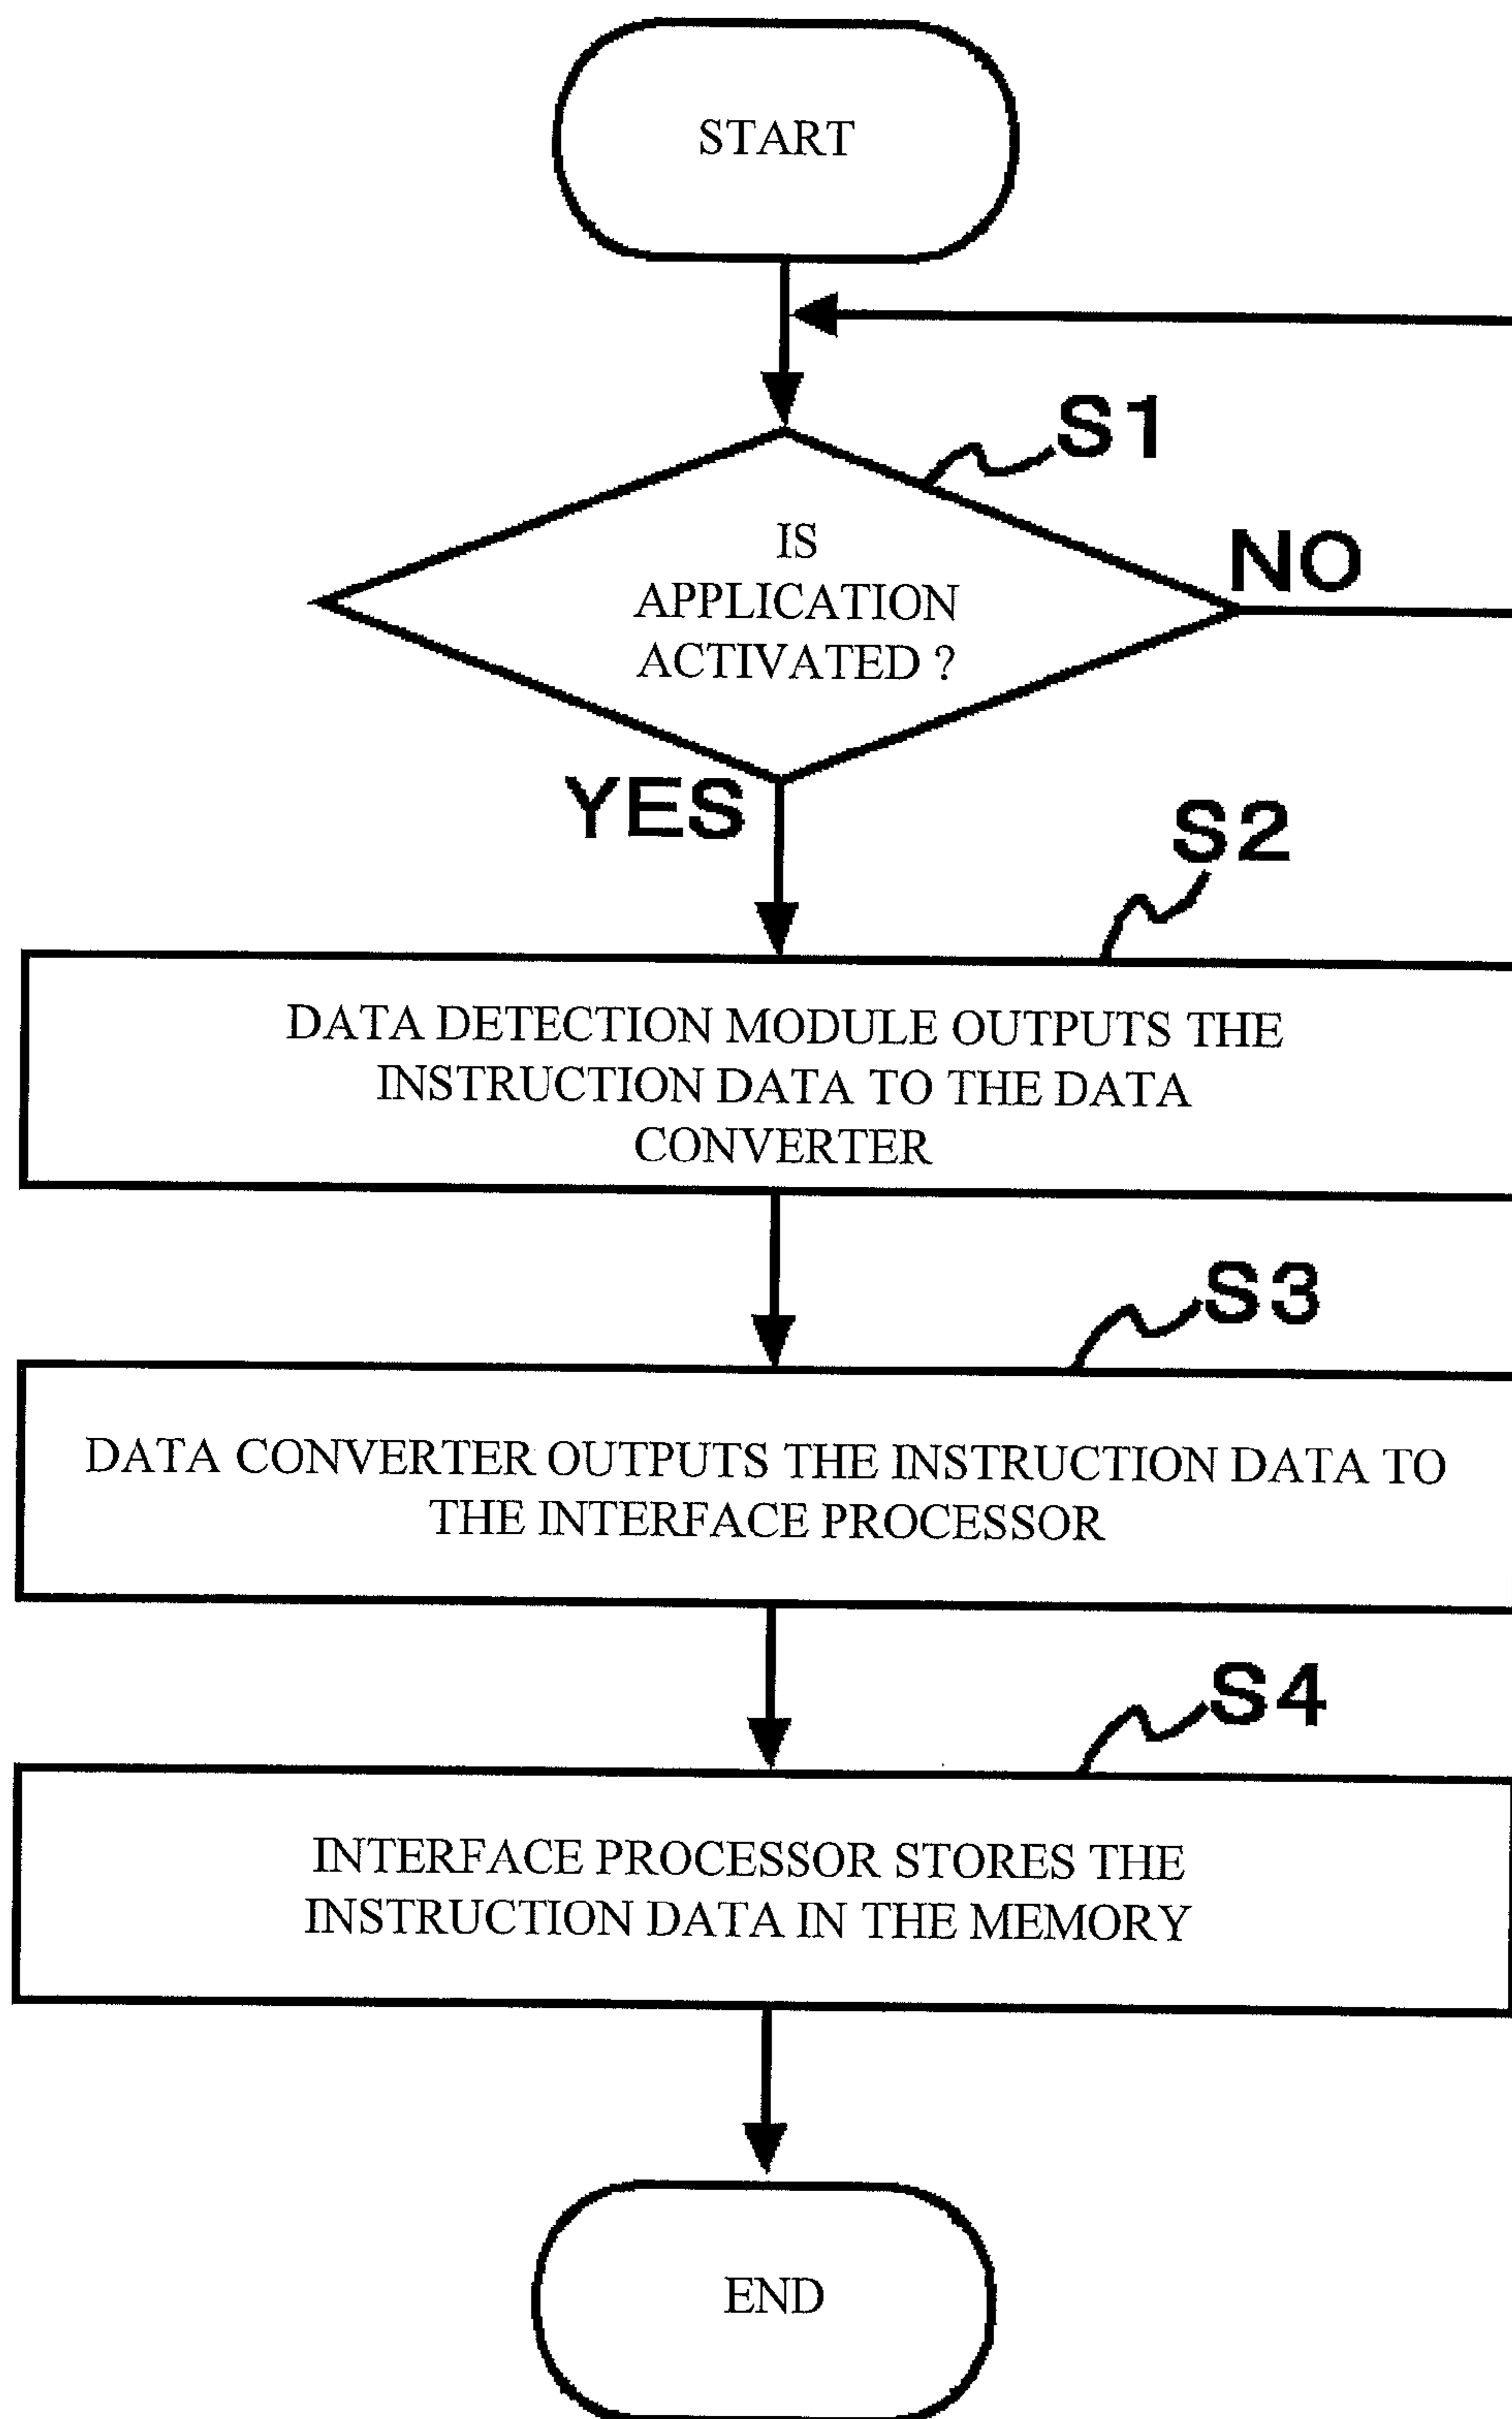 START
S1
IS
APPLICATION
ACTIVATED ?
NO
YES
S2
DATA DETECTION MODULE OUTPUTS THE
INSTRUCTION DATA TO THE DATA
CONVERTER
S3
DATA CONVERTER OUTPUTS THE INSTRUCTION DATA TO
THE INTERFACE PROCESSOR
S4
INTERFACE PROCESSOR STORES THE
INSTRUCTION DATA IN THE MEMORY
END